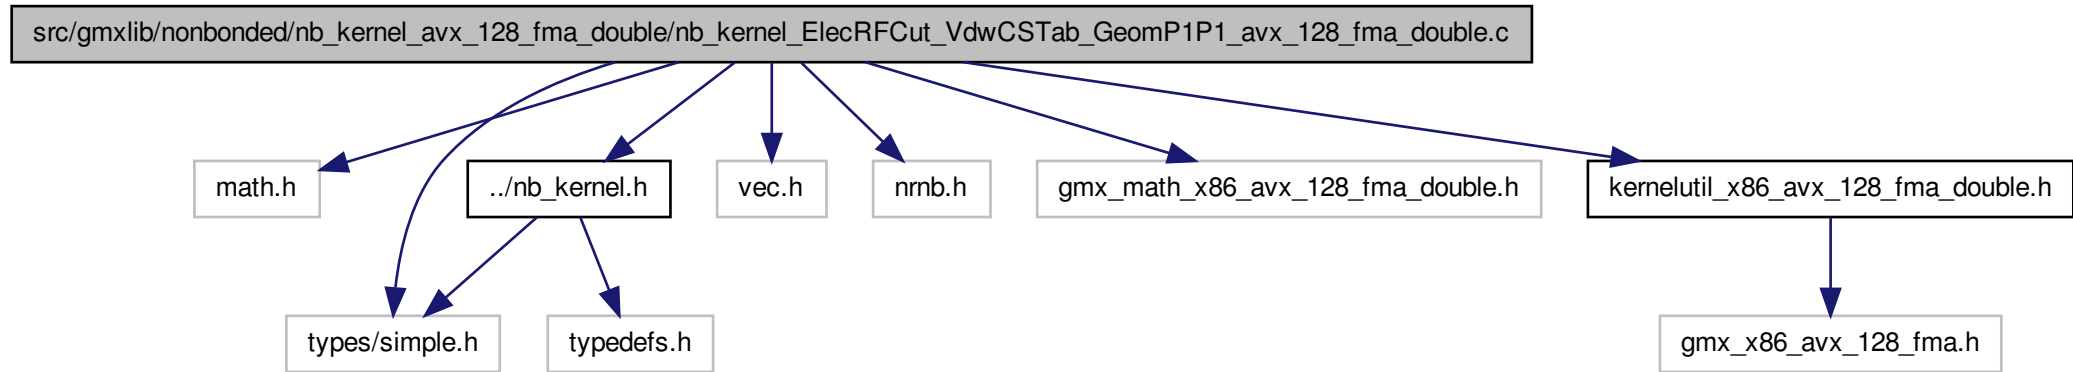 src/gmxlib/nonbonded/nb_kernel_avx_128_fma_double/nb_kernel_ElecRFCut_VdwCSTab_GeomP1P1_avx_128_fma_double.c
math.h
../nb_kernel.h
vec.h
nrnb.h
gmx_math_x86_avx_128_fma_double.h
kernelutil_x86_avx_128_fma_double.h
types/simple.h
typedefs.h
gmx_x86_avx_128_fma.h